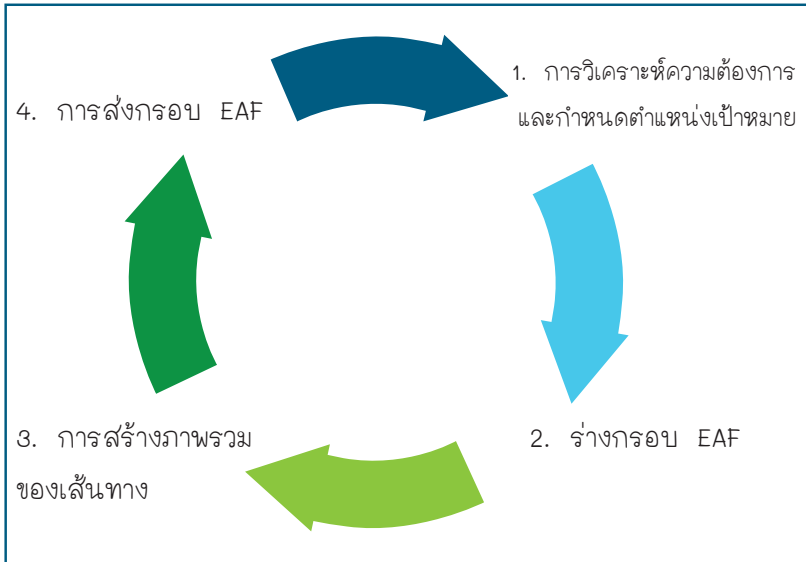 1. การวิเคราะห์ความต้องการ
และกำหนดตำแหน่งเป้าหมาย
2. ร่างกรอบ EAF
3. การสร้างภาพรวม
ของเส้นทาง
4. การส่งกรอบ EAF